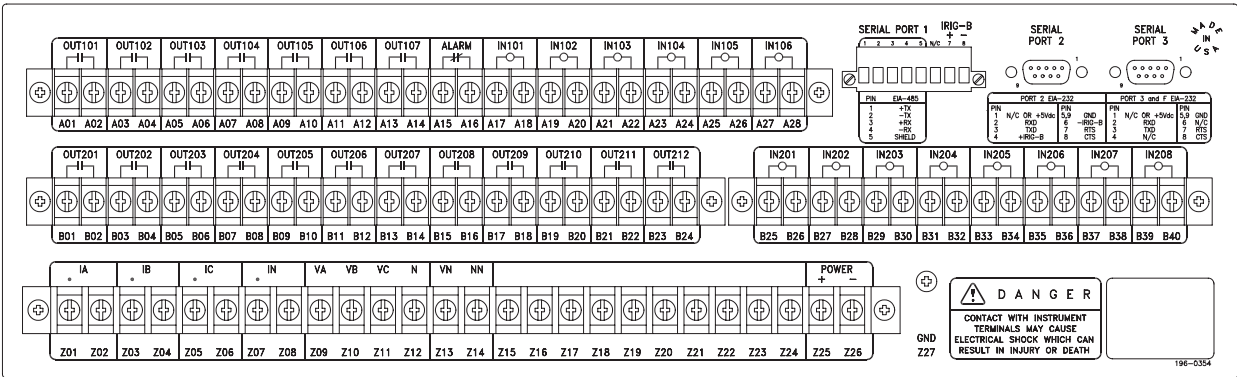 OUT101 OUT102 OUT103 OUT104 OUT105 OUT106 OUT107 ALARM IN101 IN102 IN103 IN104 IN105 IN106
A01 A02 A03 A04 A05 A06 A07 A08 A09 A10 A11 A12 A13 A14 A15 A16 A17 A18 A19 A20 A21 A22 A23 A24 A25 A26 A27 A28
SERIAL PORT 1 IRIG-B
+ −
1 2 3 4 5 N/C 7 8
PIN EIA-485
1 +TX
2 -TX
3 +RX
4 -RX
5 SHIELD
SERIAL
PORT 2
1
9
SERIAL
PORT 3
1
9
MADE
IN
USA
PORT 2 EIA-232
PIN PIN
1 N/C OR +5Vdc 5,9 GND
2 RXD 6 -IRIG-B
3 TXD 7 RTS
4 +IRIG-B 8 CTS
PORT 3 and F EIA-232
PIN PIN
1 N/C OR +5Vdc 5,9 GND
2 RXD 6 N/C
3 TXD 7 RTS
4 N/C 8 CTS
OUT201 OUT202 OUT203 OUT204 OUT205 OUT206 OUT207 OUT208 OUT209 OUT210 OUT211 OUT212
B01 B02 B03 B04 B05 B06 B07 B08 B09 B10 B11 B12 B13 B14 B15 B16 B17 B18 B19 B20 B21 B22 B23 B24
IN201 IN202 IN203 IN204 IN205 IN206 IN207 IN208
B25 B26 B27 B28 B29 B30 B31 B32 B33 B34 B35 B36 B37 B38 B39 B40
IA IB IC IN VA VB VC N VN NN POWER
+ −
Z01 Z02 Z03 Z04 Z05 Z06 Z07 Z08 Z09 Z10 Z11 Z12 Z13 Z14 Z15 Z16 Z17 Z18 Z19 Z20 Z21 Z22 Z23 Z24 Z25 Z26
GND
Z27
DANGER
CONTACT WITH INSTRUMENT
TERMINALS MAY CAUSE
ELECTRICAL SHOCK WHICH CAN
RESULT IN INJURY OR DEATH
196-0354